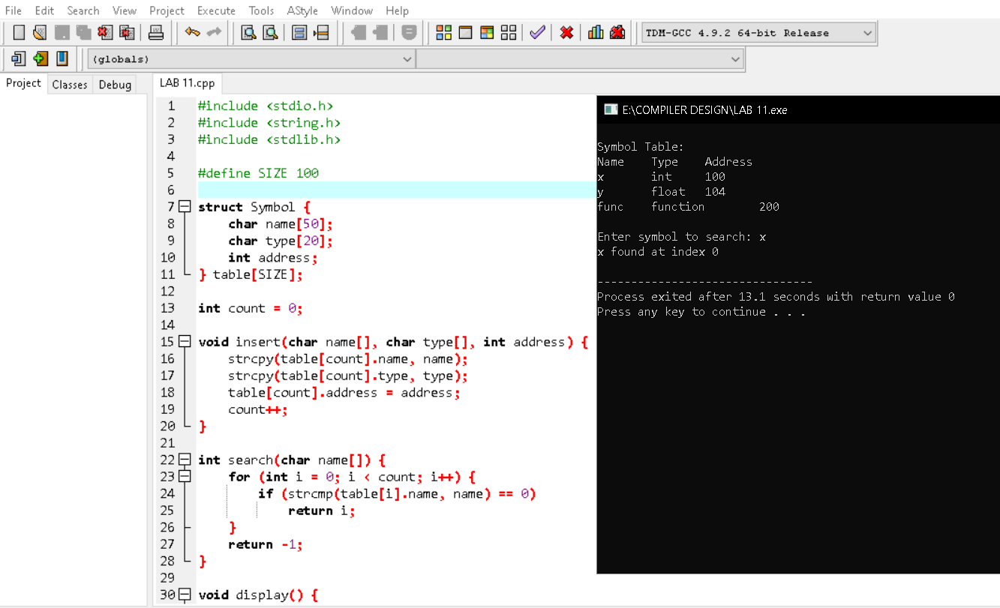 File Edit Search View Project Execute Tools AStyle Window Help
TDM-GCC 4.9.2 64-bit Release
(globals)
Project Classes Debug
LAB 11.cpp
1 #include <stdio.h>
2 #include <string.h>
3 #include <stdlib.h>
4
5 #define SIZE 100
6
7 struct Symbol {
8 char name[50];
9 char type[20];
10 int address;
11 } table[SIZE];
12
13 int count = 0;
14
15 void insert(char name[], char type[], int address) {
16 strcpy(table[count].name, name);
17 strcpy(table[count].type, type);
18 table[count].address = address;
19 count++;
20 }
21
22 int search(char name[]) {
23 for (int i = 0; i < count; i++) {
24 if (strcmp(table[i].name, name) == 0)
25 return i;
26 }
27 return -1;
28 }
29
30 void display() {
E:\COMPILER DESIGN\LAB 11.exe
Symbol Table:
Name Type Address
x int 100
y float 104
func function 200
Enter symbol to search: x
x found at index 0
--------------------------------
Process exited after 13.1 seconds with return value 0
Press any key to continue . . .